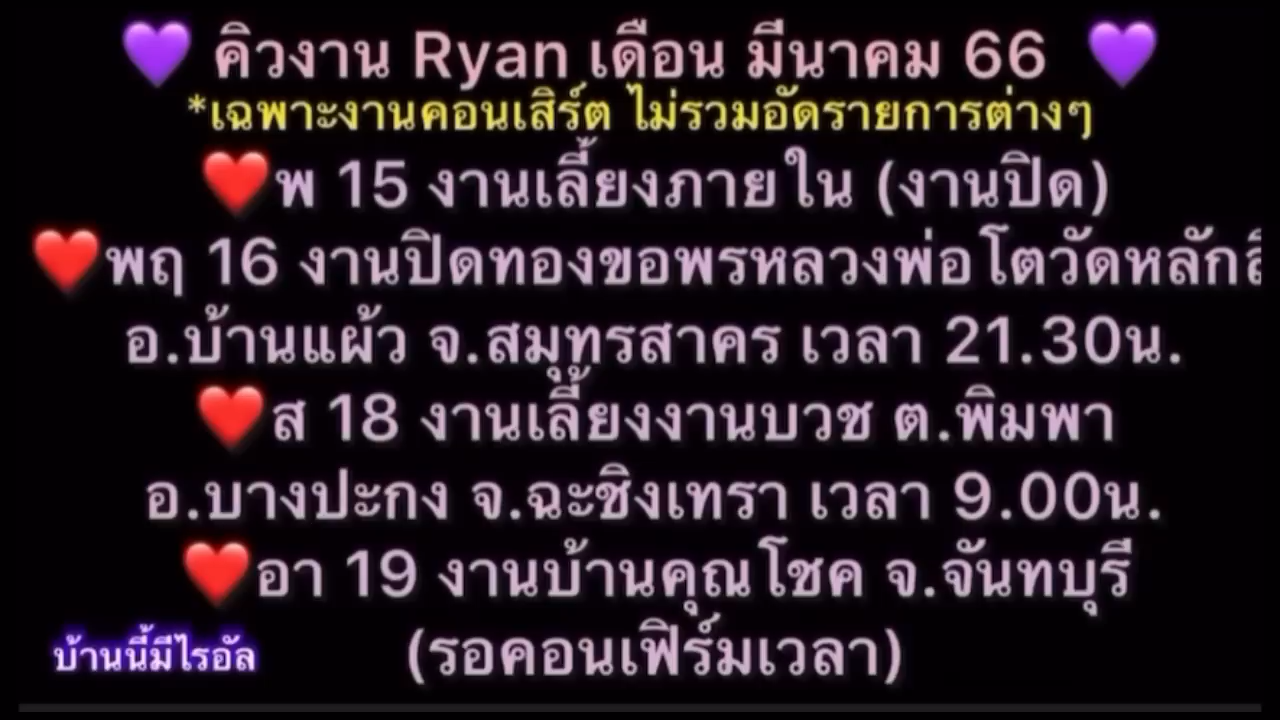 💜 คิวงาน Ryan เดือน มีนาคม 66 💜
*เฉพาะงานคอนเสิร์ต ไม่รวมอัดรายการต่างๆ
❤️พ 15 งานเลี้ยงภายใน (งานปิด)
❤️พฤ 16 งานปิดทองขอพรหลวงพ่อโตวัดหลัก
อ.บ้านแผ้ว จ.สมุทรสาคร เวลา 21.30น.
❤️ส 18 งานเลี้ยงงานบวช ต.พิมพา
อ.บางปะกง จ.ฉะชิงเทรา เวลา 9.00น.
❤️อา 19 งานบ้านคุณโชค จ.จันทบุรี
(รอคอนเฟิร์มเวลา)
บ้านนี้มีไรอัล